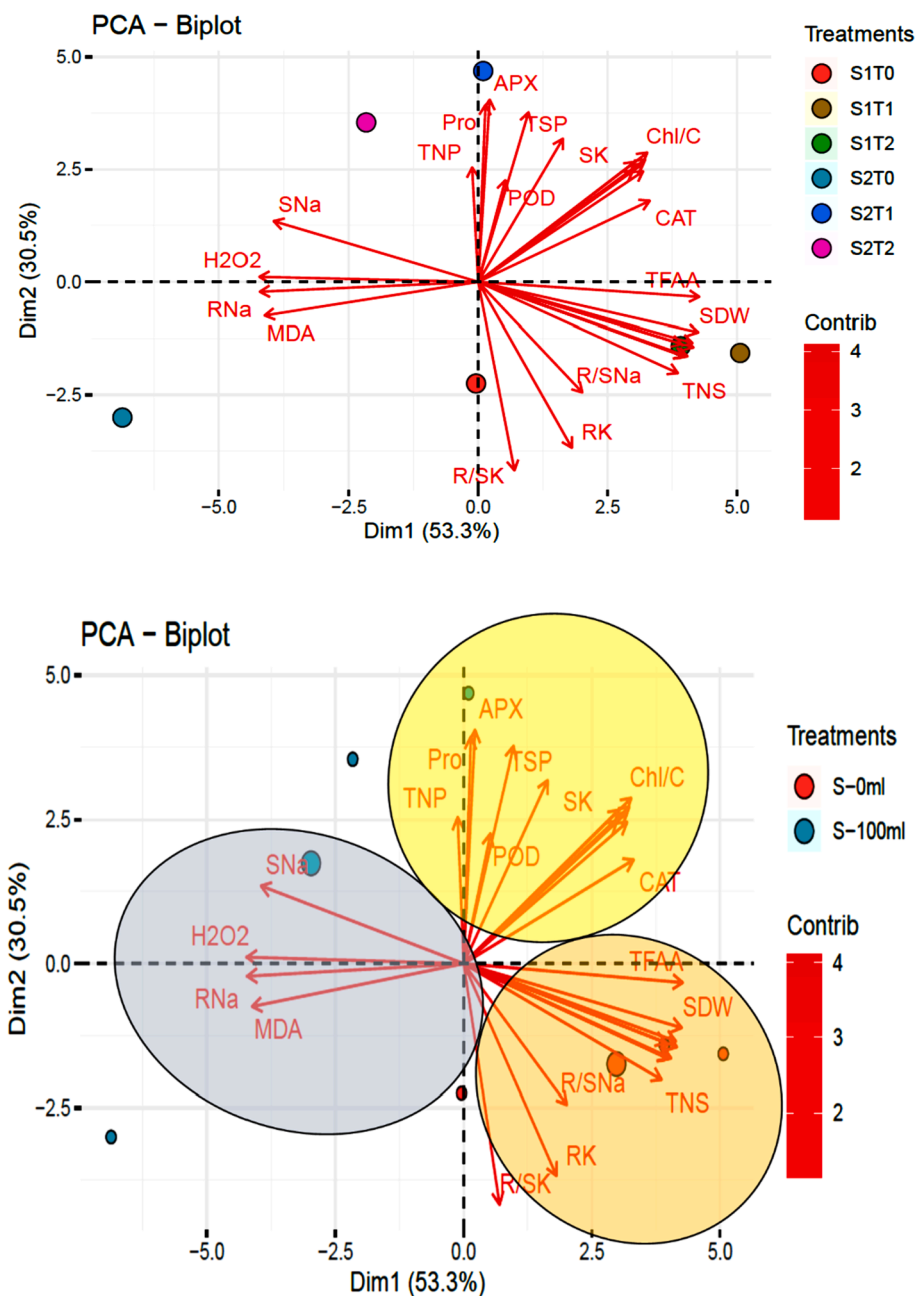 PCA − Biplot
Treatments
S1T0
S1T1
S1T2
S2T0
S2T1
S2T2
Contrib
4
3
2
5.0
2.5
0.0
−2.5
Dim2 (30.5%)
APX
Pro
TSP
TNP
SK
Chl/C
POD
CAT
SNa
H2O2
RNa
MDA
TFAA
SDW
R/SNa
TNS
RK
R/SK
−5.0
−2.5
0.0
2.5
5.0
Dim1 (53.3%)
PCA − Biplot
Treatments
S−0ml
S−100ml
Contrib
4
3
2
5.0
2.5
0.0
−2.5
Dim2 (30.5%)
APX
Pro
TSP
TNP
SK
Chl/C
POD
CAT
SNa
H2O2
RNa
MDA
TFAA
SDW
R/SNa
TNS
RK
R/SK
−5.0
−2.5
0.0
2.5
5.0
Dim1 (53.3%)